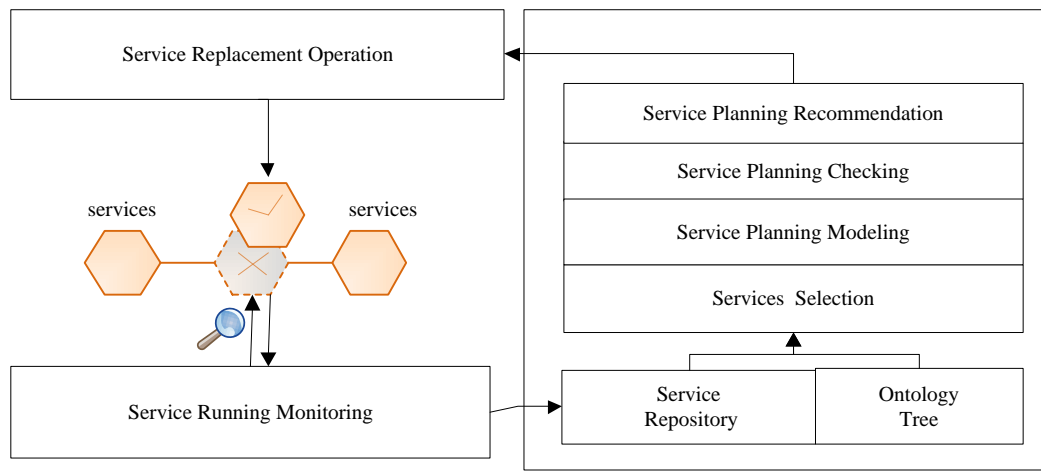 Service Replacement Operation
services
services
Service Running Monitoring
Service Planning Recommendation
Service Planning Checking
Service Planning Modeling
Services Selection
Service
Repository
Ontology
Tree